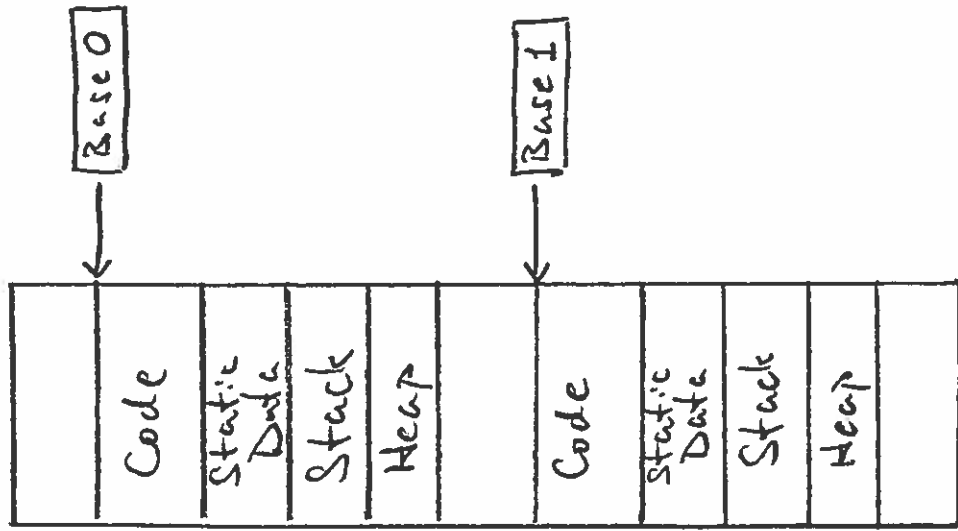 Base 0
Base 1
Code
Static
Data
Stack
Heap
Code
Static
Data
Stack
Heap